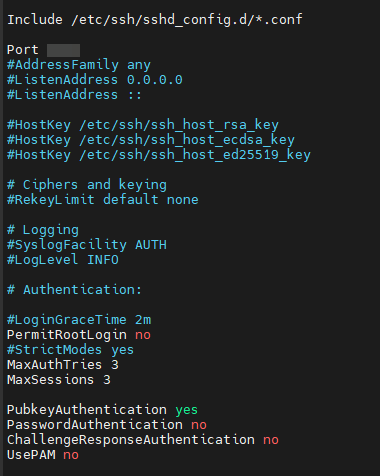 Include /etc/ssh/sshd_config.d/*.conf
Port
#AddressFamily any
#ListenAddress 0.0.0.0
#ListenAddress ::
#HostKey /etc/ssh/ssh_host_rsa_key
#HostKey /etc/ssh/ssh_host_ecdsa_key
#HostKey /etc/ssh/ssh_host_ed25519_key
# Ciphers and keying
#RekeyLimit default none
# Logging
#SyslogFacility AUTH
#LogLevel INFO
# Authentication:
#LoginGraceTime 2m
PermitRootLogin no
#StrictModes yes
MaxAuthTries 3
MaxSessions 3
PubkeyAuthentication yes
PasswordAuthentication no
ChallengeResponseAuthentication no
UsePAM no